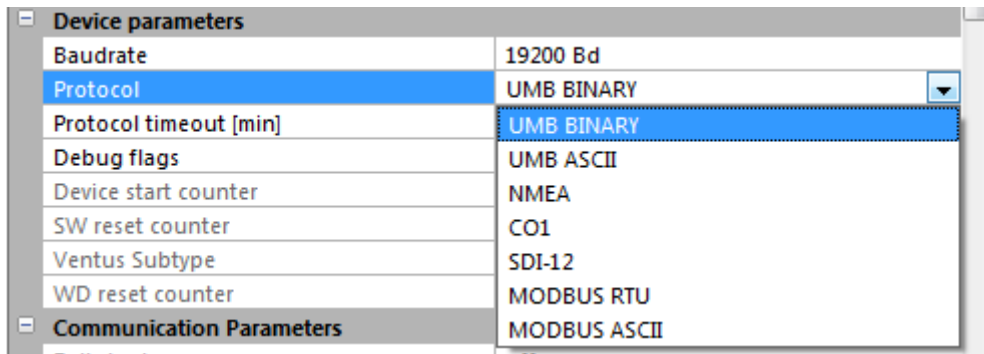 Device parameters
Baudrate 19200 Bd
Protocol UMB BINARY
Protocol timeout [min] UMB BINARY
Debug flags UMB ASCII
Device start counter NMEA
SW reset counter CO1
Ventus Subtype SDI-12
WD reset counter MODBUS RTU
Communication Parameters MODBUS ASCII